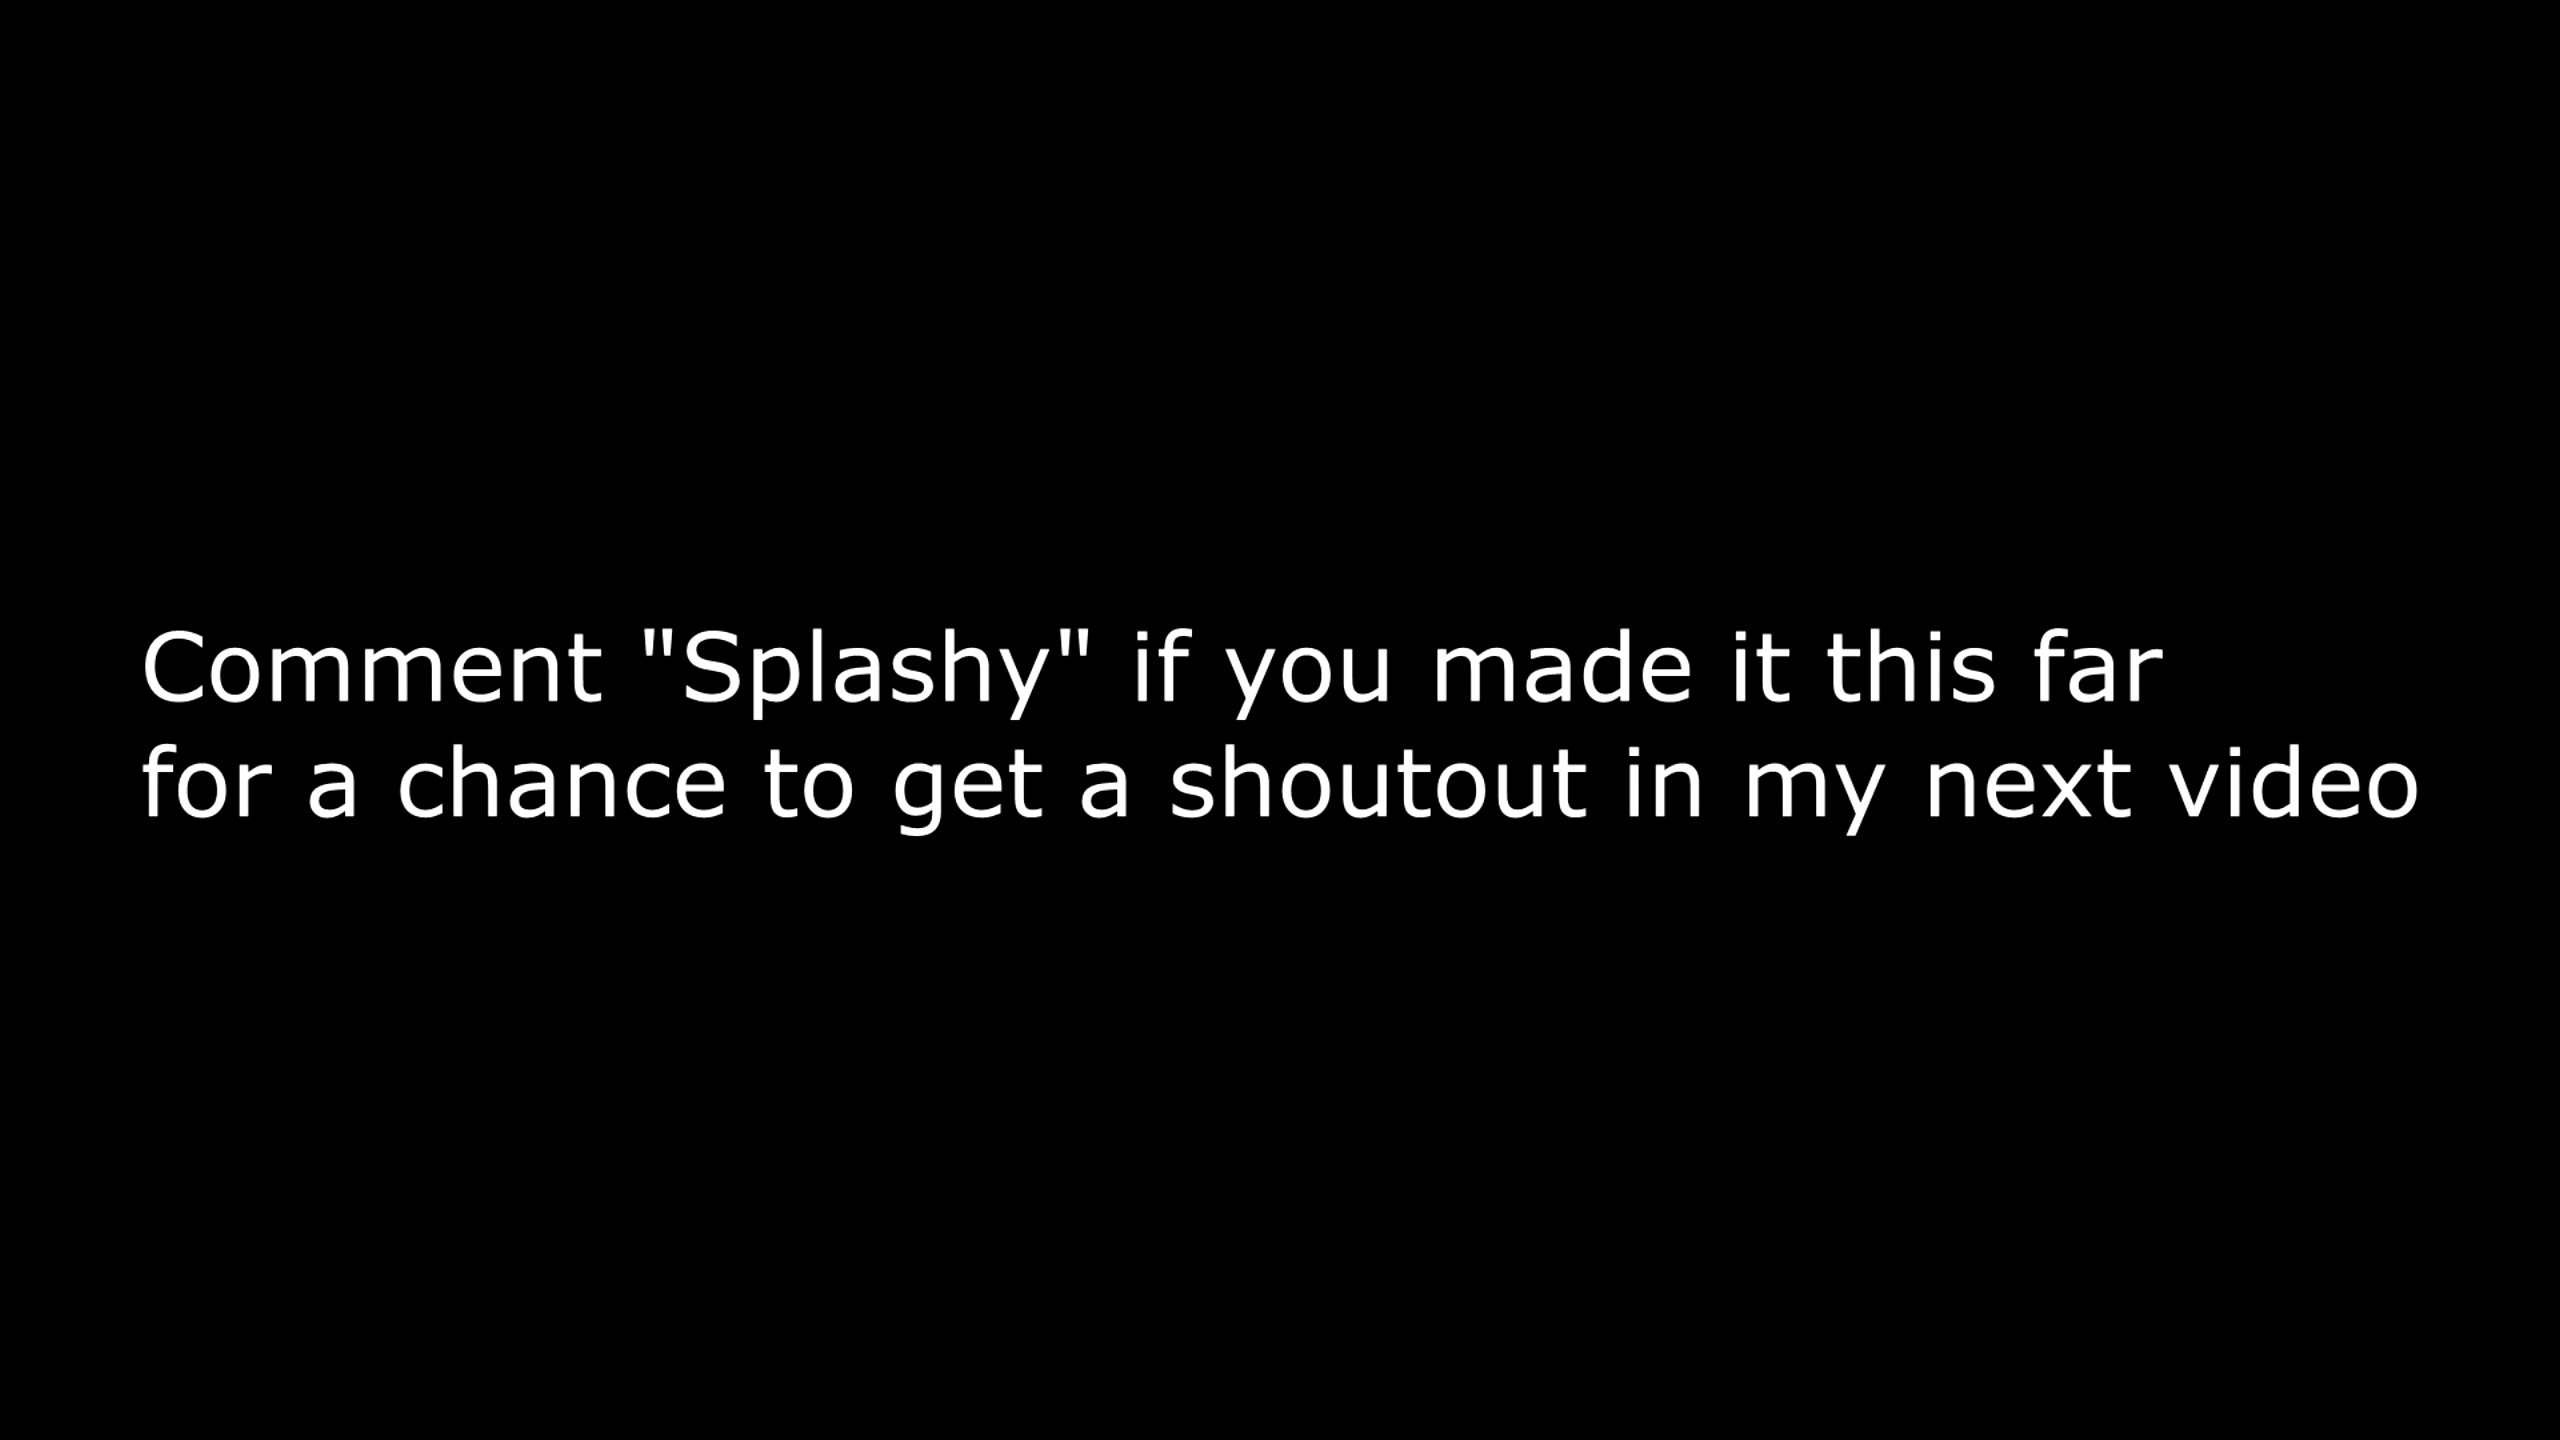 Comment "Splashy" if you made it this far
for a chance to get a shoutout in my next video